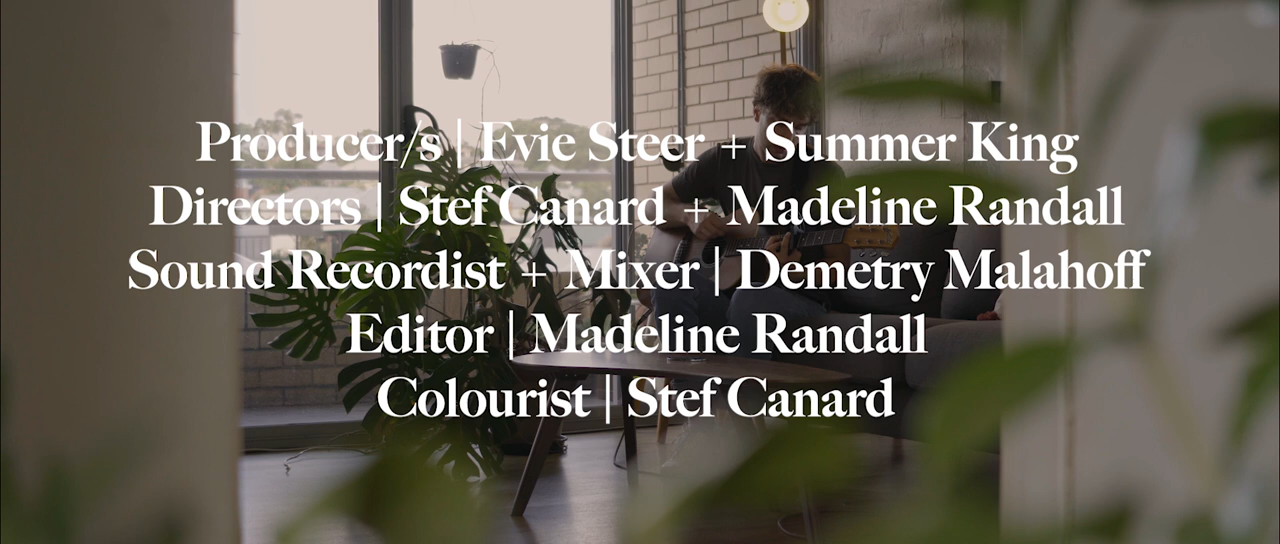 Producer/s | Evie Steer + Summer King
Directors | Stef Canard + Madeline Randall
Sound Recordist + Mixer | Demetry Malahoff
Editor | Madeline Randall
Colourist | Stef Canard